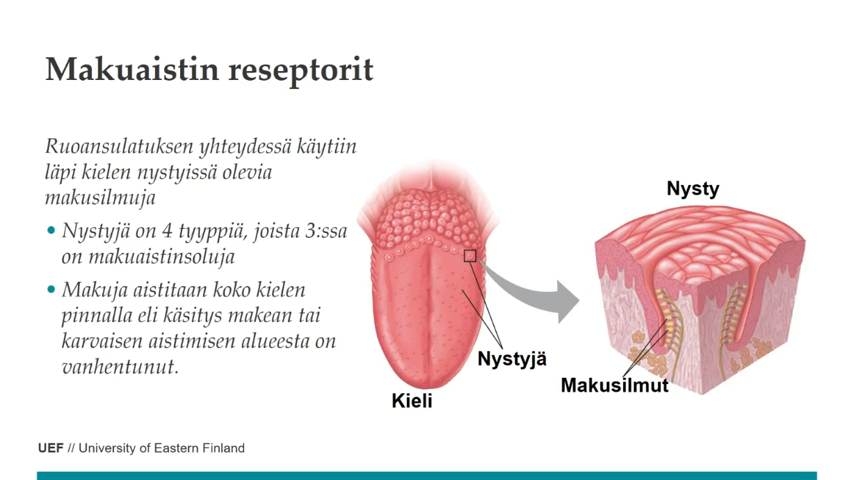 Makuaistin reseptorit
Ruoansulatuksen yhteydessä käytiin
läpi kielen nystyissä olevia
makusilmuja
• Nystyjä on 4 tyyppiä, joista 3:ssa
on makuaistinsoluja
• Makuja aistitaan koko kielen
pinnalla eli käsitys makean tai
karvaisen aistimisen alueesta on
vanhentunut.
Nysty
Nystyjä
Makusilmut
Kieli
UEF // University of Eastern Finland